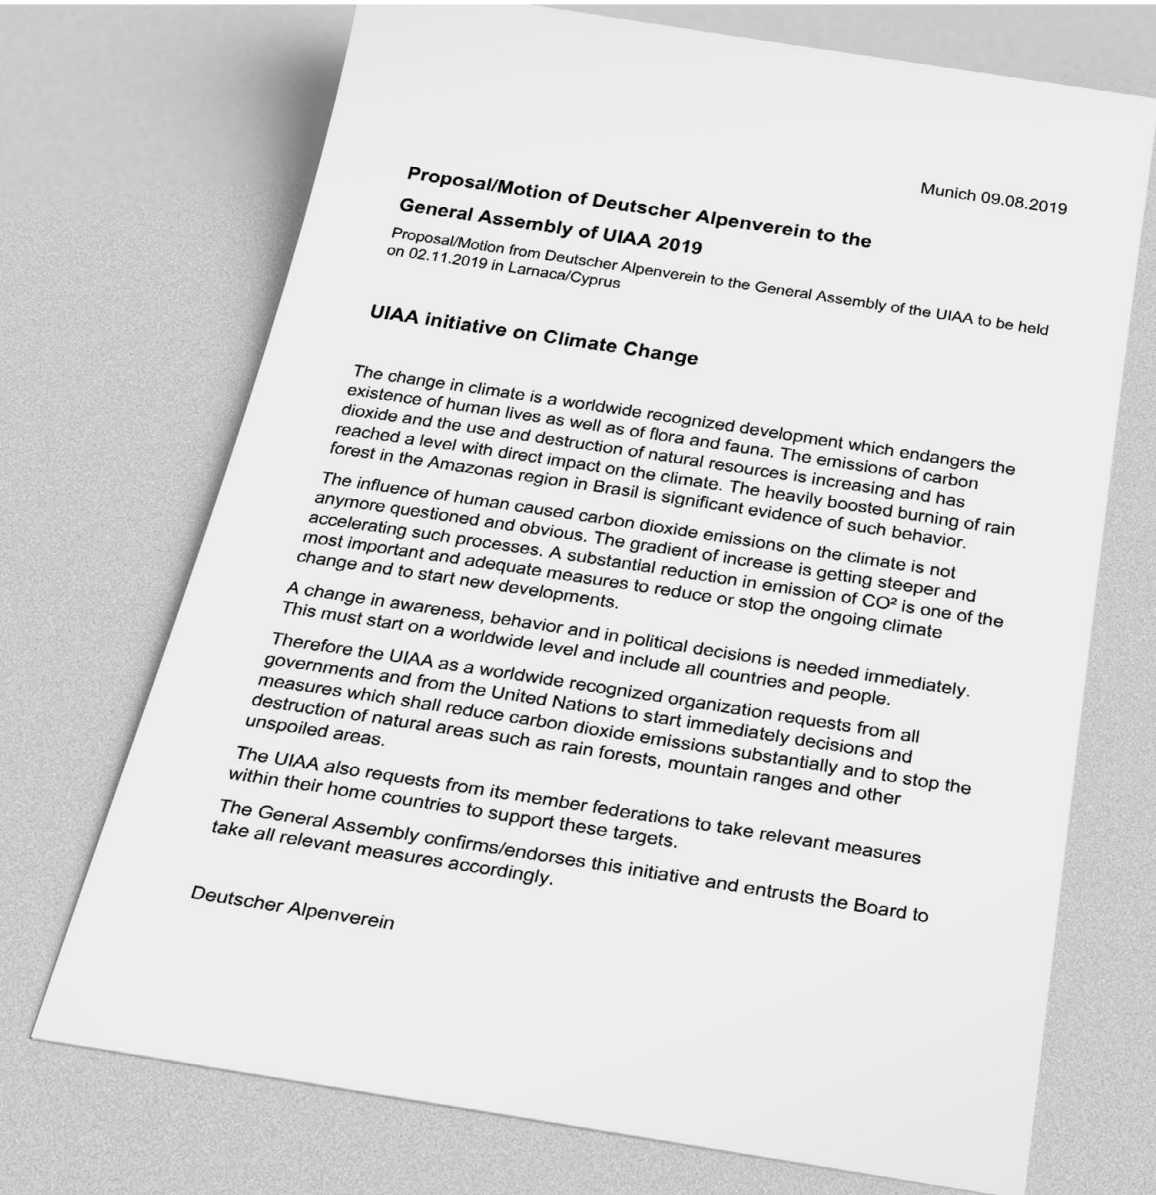 Munich 09.08.2019
Proposal/Motion of Deutscher Alpenverein to the
General Assembly of UIAA 2019
Proposal/Motion from Deutscher Alpenverein to the General Assembly of the UIAA to be held
on 02.11.2019 in Larnaca/Cyprus
UIAA initiative on Climate Change
The change in climate is a worldwide recognized development which endangers the
existence of human lives as well as of flora and fauna. The emissions of carbon
dioxide and the use and destruction of natural resources is increasing and has
reached a level with direct impact on the climate. The heavily boosted burning of rain
forest in the Amazonas region in Brasil is significant evidence of such behavior.
The influence of human caused carbon dioxide emissions on the climate is not
anymore questioned and obvious. The gradient of increase is getting steeper and
accelerating such processes. A substantial reduction in emission of CO² is one of the
most important and adequate measures to reduce or stop the ongoing climate
change and to start new developments.
A change in awareness, behavior and in political decisions is needed immediately.
This must start on a worldwide level and include all countries and people.
Therefore the UIAA as a worldwide recognized organization requests from all
governments and from the United Nations to start immediately decisions and
measures which shall reduce carbon dioxide emissions substantially and to stop the
destruction of natural areas such as rain forests, mountain ranges and other
unspoiled areas.
The UIAA also requests from its member federations to take relevant measures
within their home countries to support these targets.
The General Assembly confirms/endorses this initiative and entrusts the Board to
take all relevant measures accordingly.
Deutscher Alpenverein